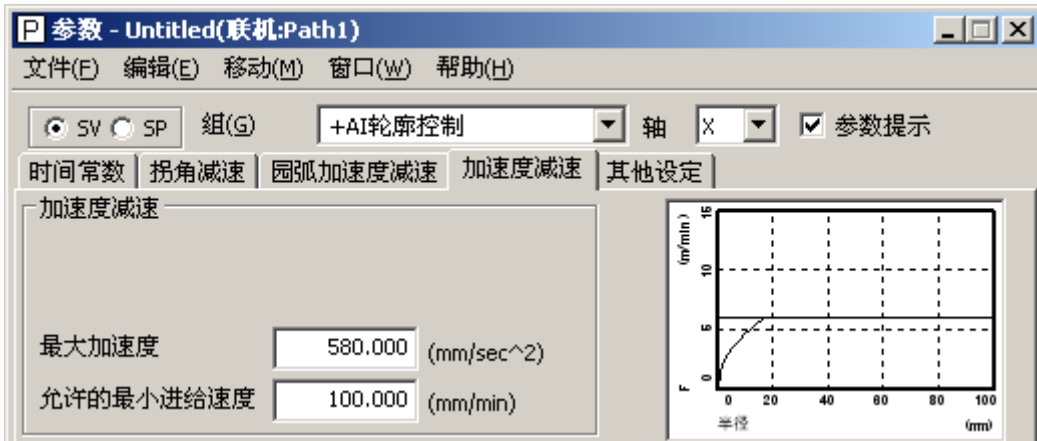 参数 - Untitled(联机:Path1)
文件(F) 编辑(E) 移动(M) 窗口(W) 帮助(H)
SV SP 组(G) +AI轮廓控制 轴 X 参数提示
时间常数 拐角减速 园弧加速度减速 加速度减速 其他设定
加速度减速
最大加速度 580.000 (mm/sec^2)
允许的最小进给速度 100.000 (mm/min)
(m/min)
15
10
5
0
F
0 20 40 60 80 100
半径 (mm)